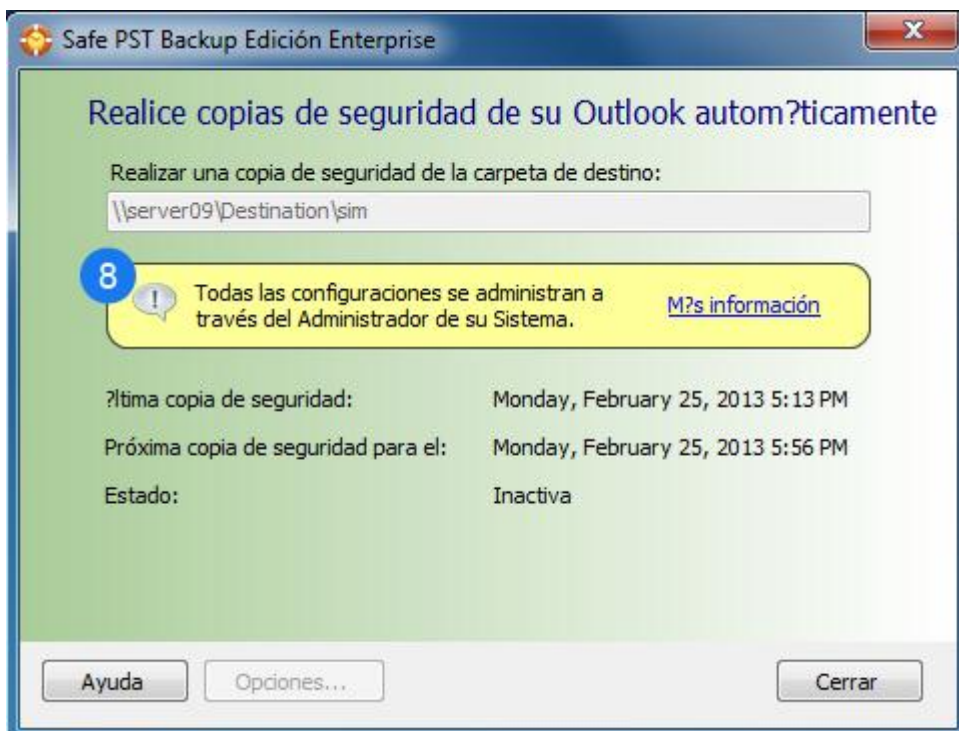 Safe PST Backup Edición Enterprise
Realice copias de seguridad de su Outlook autom?ticamente
Realizar una copia de seguridad de la carpeta de destino:
\\server09\Destination\sim
8
Todas las configuraciones se administran a
través del Administrador de su Sistema.
M?s información
?ltima copia de seguridad: Monday, February 25, 2013 5:13 PM
Próxima copia de seguridad para el: Monday, February 25, 2013 5:56 PM
Estado: Inactiva
Ayuda Opciones... Cerrar